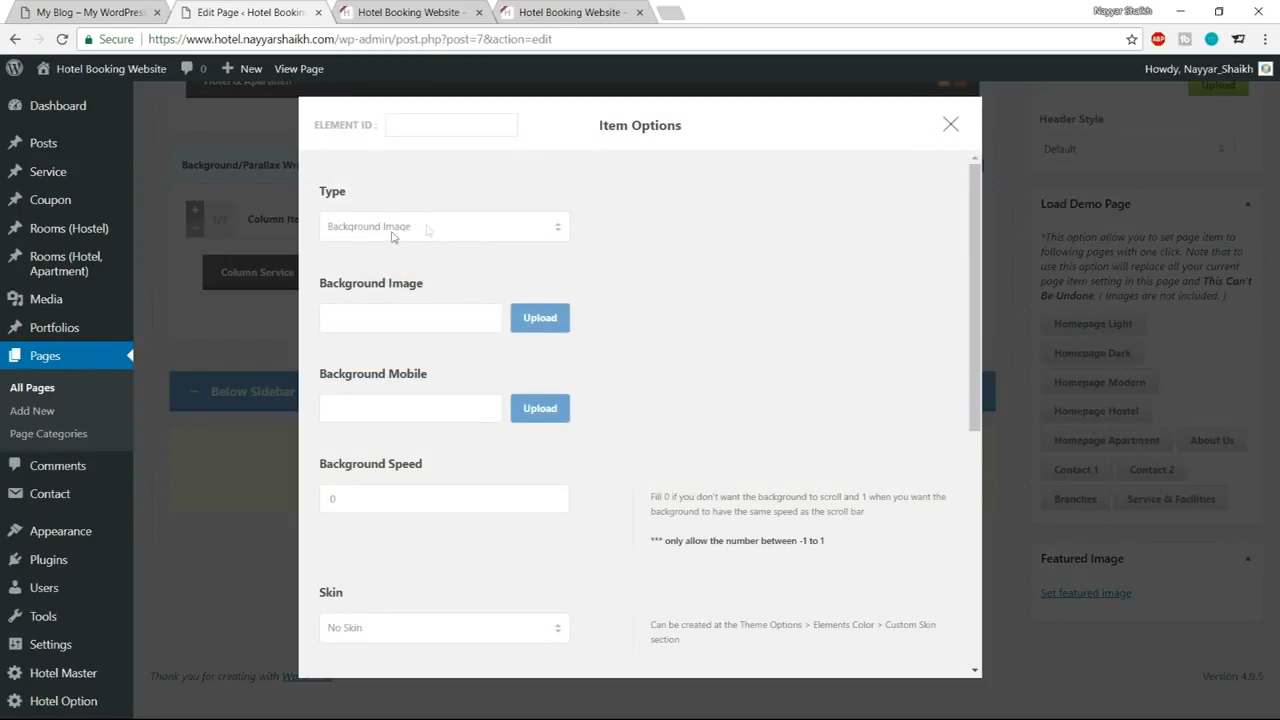 My Blog – My WordPress
Edit Page ‹ Hotel Bookin
Hotel Booking Website –
Hotel Booking Website –
Nayyar Shaikh
Secure
https://www.hotel.nayyarshaikh.com/wp-admin/post.php?post=7&action=edit
ABP
Hotel Booking Website
0
New
View Page
Howdy, Nayyar_Shaikh
Dashboard
Posts
Service
Coupon
Rooms (Hostel)
Rooms (Hotel,
Apartment)
Media
Portfolios
Pages
All Pages
Add New
Page Categories
Comments
Contact
Appearance
Plugins
Users
Tools
Settings
Hotel Master
Hotel Option
Background/Parallax Wr
1/1
Column Ite
Column Service
Below Sidebar
Thank you for creating with
ELEMENT ID :
Item Options
Type
Background Image
Background Image
Upload
Background Mobile
Upload
Background Speed
0
Fill 0 if you don't want the background to scroll and 1 when you want the
background to have the same speed as the scroll bar
*** only allow the number between -1 to 1
Skin
No Skin
Can be created at the Theme Options > Elements Color > Custom Skin
section
Upload
Header Style
Default
Load Demo Page
*This option allow you to set page item to
following pages with one click. Note that to
use this option will replace all your current
page item setting in this page and This Can't
Be Undone. ( Images are not included. )
Homepage Light
Homepage Dark
Homepage Modern
Homepage Hostel
Homepage Apartment
About Us
Contact 1
Contact 2
Branches
Service & Facilities
Featured Image
Set featured image
Version 4.9.5